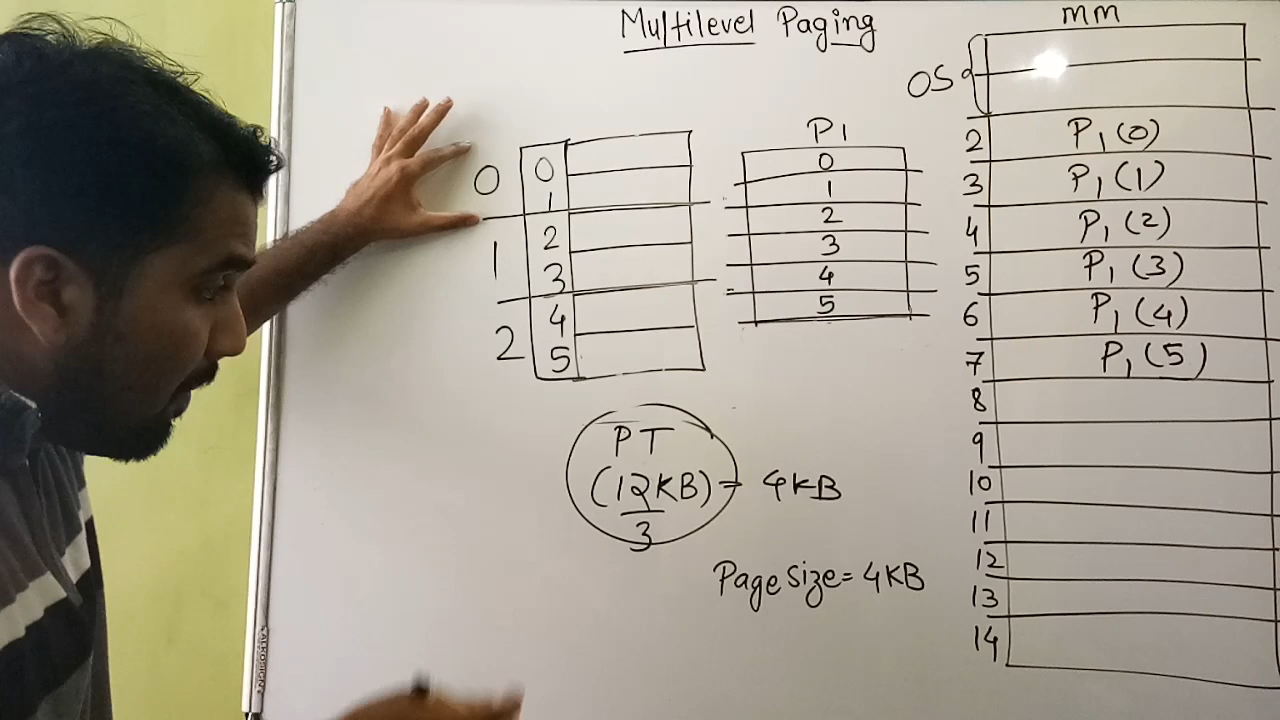 Multilevel Paging
mm
OS
P1
0
1
2
3
4
5
0
1
2
0
1
2
3
4
5
2 P1(0)
3 P1(1)
4 P1(2)
5 P1(3)
6 P1(4)
7 P1(5)
8
9
10
11
12
13
14
PT
(12KB) = 4KB
3
Page size = 4KB